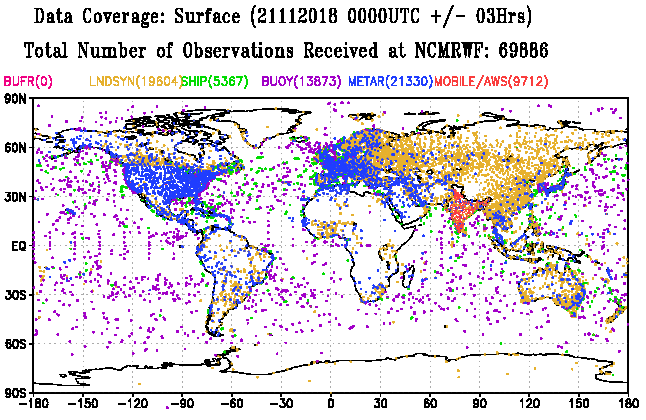 Data Coverage: Surface (21112018 0000UTC +/- 03Hrs)
Total Number of Observations Received at NCMRWF: 69886
BUFR(0) LNDSYN(19604) SHIP(5367) BUOY(13873) METAR(21330) MOBILE/AWS(9712)
90N
60N
30N
EQ
30S
60S
90S
-180 -150 -120 -90 -60 -30 0 30 60 90 120 150 180